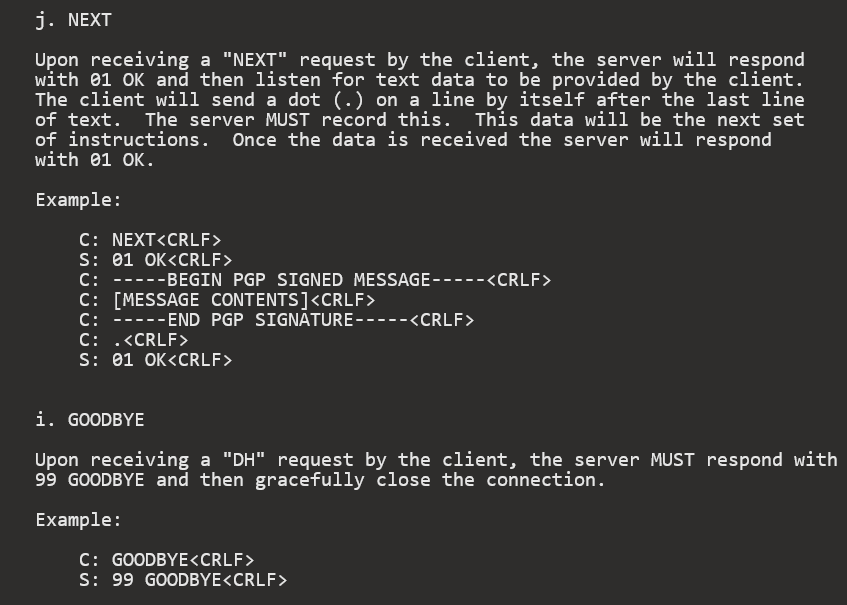 j. NEXT
Upon receiving a "NEXT" request by the client, the server will respond
with 01 OK and then listen for text data to be provided by the client.
The client will send a dot (.) on a line by itself after the last line
of text.  The server MUST record this.  This data will be the next set
of instructions.  Once the data is received the server will respond
with 01 OK.
Example:
C: NEXT<CRLF>
S: 01 OK<CRLF>
C: -----BEGIN PGP SIGNED MESSAGE-----<CRLF>
C: [MESSAGE CONTENTS]<CRLF>
C: -----END PGP SIGNATURE-----<CRLF>
C: .<CRLF>
S: 01 OK<CRLF>
i. GOODBYE
Upon receiving a "DH" request by the client, the server MUST respond with
99 GOODBYE and then gracefully close the connection.
Example:
C: GOODBYE<CRLF>
S: 99 GOODBYE<CRLF>